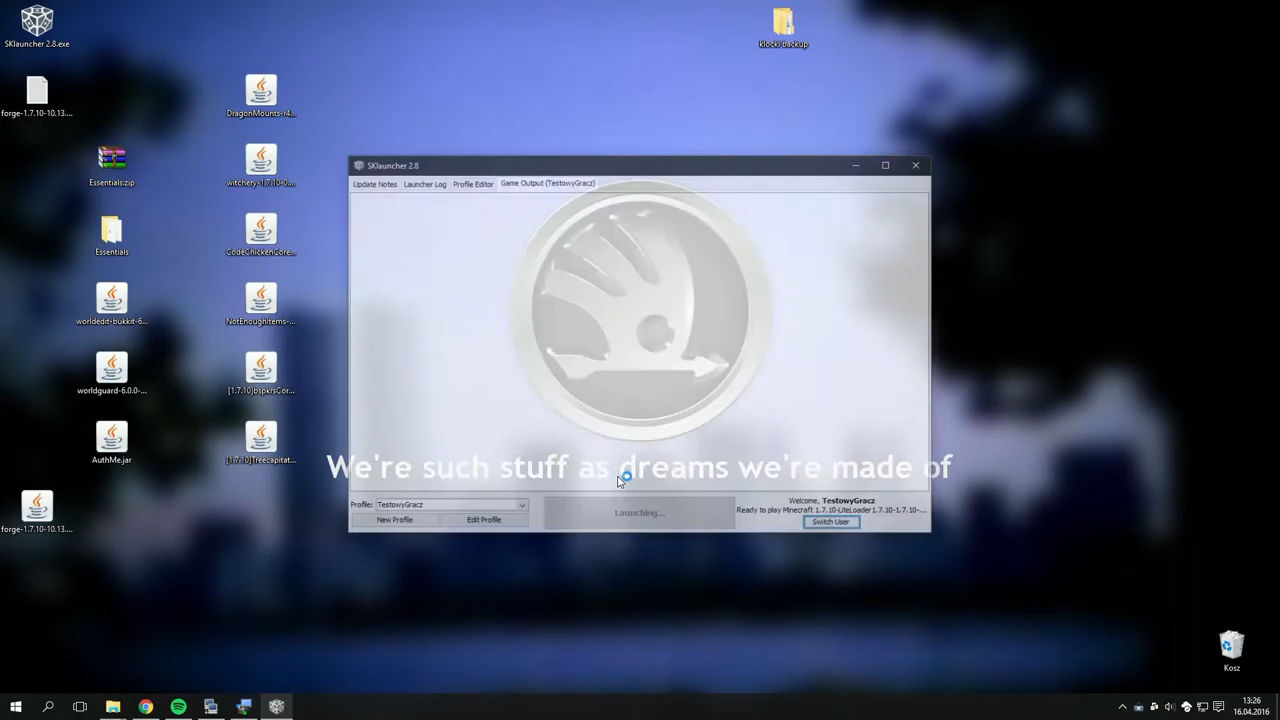 SKlauncher 2.8.exe
klocki backup
forge-1.7.10-10.13....
DragonMounts-r4...
Essentials.zip
witchery-1.7.10-0....
Essentials
CodeChickenCore...
worldedit-bukkit-6...
NotEnoughItems-...
worldguard-6.0.0-...
[1.7.10]bspkrsCor...
AuthMe.jar
[1.7.10]Treecapitat...
forge-1.7.10-10.13....
SKlauncher 2.8
Update Notes Launcher Log Profile Editor Game Output (TestowyGracz)
We're such stuff as dreams we're made of
Profile: TestowyGracz
New Profile Edit Profile
Launching...
Welcome, TestowyGracz
Ready to play Minecraft 1.7.10-LiteLoader1.7.10-1.7.10-...
Switch User
Kosz
13:26
16.04.2016